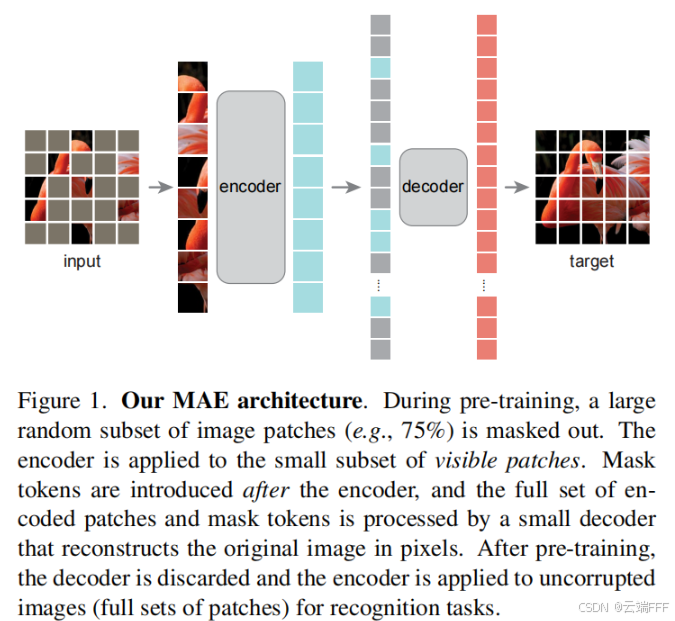 encoder
decoder
input
target
Figure 1. Our MAE architecture. During pre-training, a large
random subset of image patches (e.g., 75%) is masked out. The
encoder is applied to the small subset of visible patches. Mask
tokens are introduced after the encoder, and the full set of en-
coded patches and mask tokens is processed by a small decoder
that reconstructs the original image in pixels. After pre-training,
the decoder is discarded and the encoder is applied to uncorrupted
images (full sets of patches) for recognition tasks.
CSDN @云端FFF